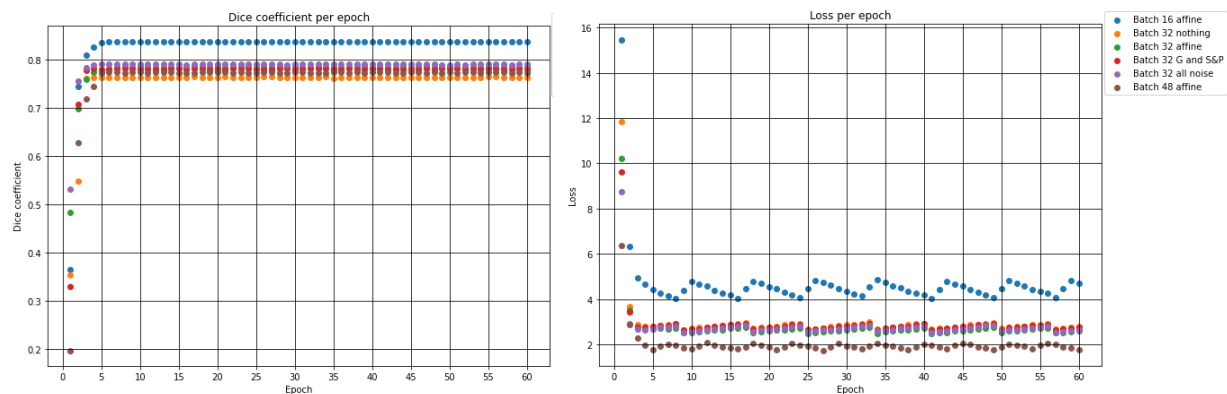 Dice coefficient per epoch
Dice coefficient
0.8
0.7
0.6
0.5
0.4
0.3
0.2
0 5 10 15 20 25 30 35 40 45 50 55 60
Epoch
Loss per epoch
Loss
16
14
12
10
8
6
4
2
0 5 10 15 20 25 30 35 40 45 50 55 60
Epoch
Batch 16 affine
Batch 32 nothing
Batch 32 affine
Batch 32 G and S&P
Batch 32 all noise
Batch 48 affine